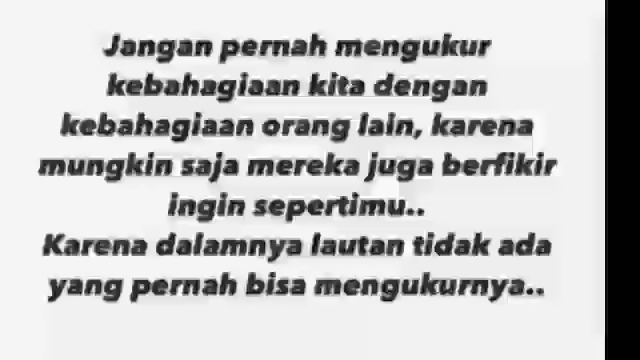 Jangan pernah mengukur
kebahagiaan kita dengan
kebahagiaan orang lain, karena
mungkin saja mereka juga berfikir
ingin sepertimu..
Karena dalamnya lautan tidak ada
yang pernah bisa mengukurnya..